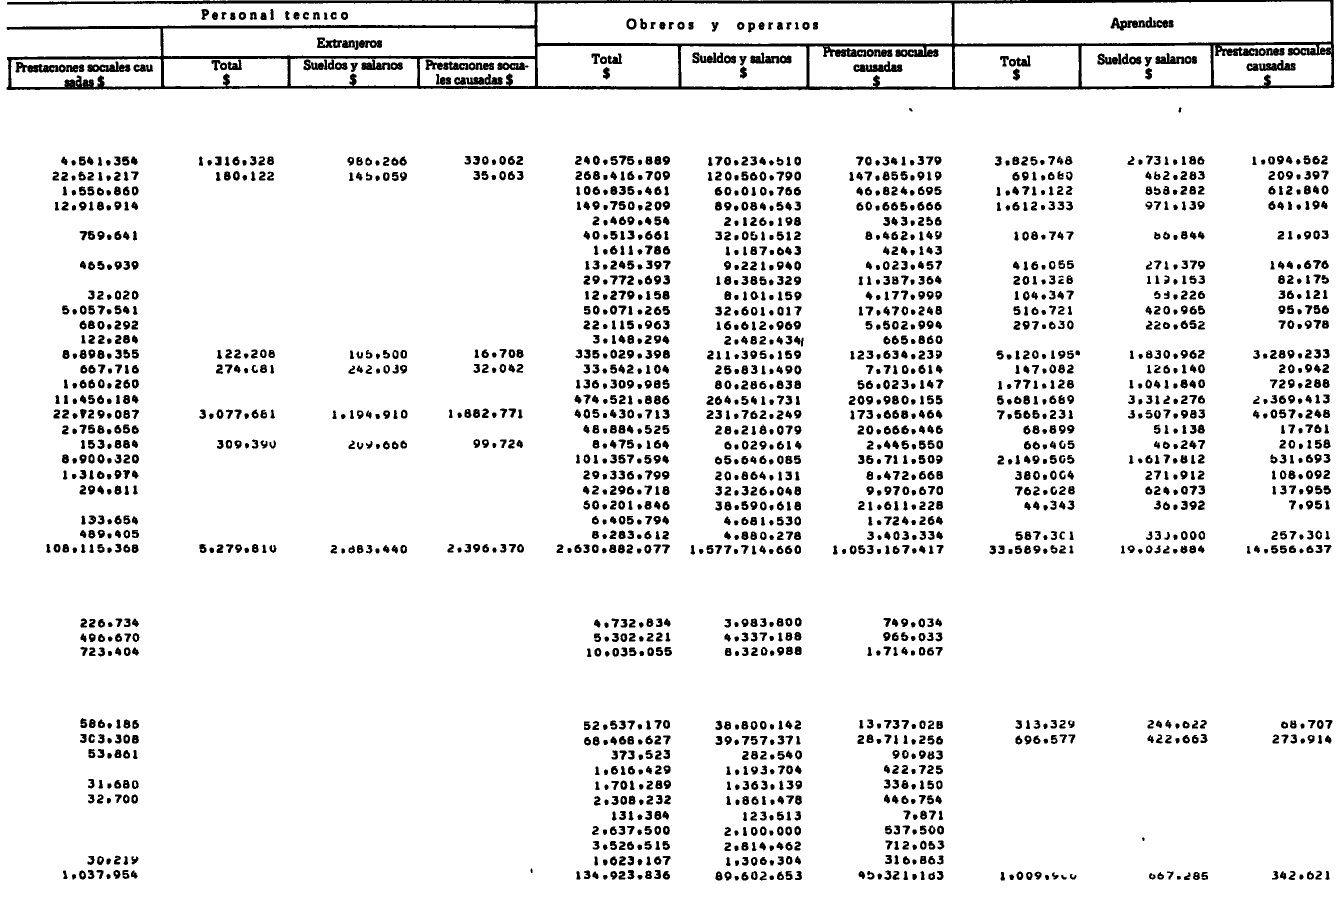 Personal tecnico Obreros y operarios Aprendices
Extranjeros
Prestaciones sociales cau sadas $ Total $ Sueldos y salarios $ Prestaciones sociales causadas $ Total $ Sueldos y salarios $ Prestaciones sociales causadas $ Total $ Sueldos y salarios $ Prestaciones sociales causadas $
4.541.354 1.316.328 986.266 330.062 240.575.889 170.234.510 70.341.379 3.825.748 2.731.186 1.094.562
22.621.217 180.122 145.059 35.063 268.416.709 120.560.790 147.855.919 691.680 482.283 209.397
1.556.860 106.835.461 60.010.766 46.824.695 1.471.122 858.282 612.840
12.918.914 149.750.209 89.084.543 60.665.666 1.612.333 971.139 641.194
2.469.454 2.126.198 343.256
759.641 40.513.661 32.051.512 8.462.149 108.747 86.844 21.903
1.611.786 1.187.643 424.143
465.939 13.245.397 9.221.940 4.023.457 416.055 271.379 144.676
29.772.693 18.385.329 11.387.364 201.328 119.153 82.175
32.020 12.279.158 8.101.159 4.177.999 104.347 68.226 36.121
5.057.541 50.071.265 32.601.017 17.470.248 516.721 420.965 95.756
680.292 22.115.963 16.612.969 5.502.994 297.630 226.652 70.978
122.284 3.148.294 2.482.434 665.860
8.898.355 122.208 105.500 16.708 335.029.398 211.395.159 123.634.239 5.120.195 1.830.962 3.289.233
667.716 274.081 242.039 32.042 33.542.104 25.831.490 7.710.614 147.082 126.140 20.942
1.660.260 136.309.985 80.286.838 56.023.147 1.771.128 1.041.840 729.288
11.456.184 474.521.886 264.541.731 209.980.155 5.681.689 3.312.276 2.369.413
22.929.087 3.077.681 1.194.910 1.882.771 405.430.713 231.762.249 173.668.464 7.565.231 3.507.983 4.057.248
2.758.656 48.884.525 28.218.079 20.666.446 68.899 51.138 17.761
153.884 309.390 209.666 99.724 8.475.164 6.029.614 2.445.550 66.405 46.247 20.158
8.900.320 101.357.594 65.646.085 35.711.509 2.149.505 1.617.812 531.693
1.316.974 29.336.799 20.864.131 8.472.668 380.004 271.912 108.092
294.811 42.296.718 32.326.048 9.970.670 762.028 624.073 137.955
50.201.846 38.590.618 21.611.228 44.343 36.392 7.951
133.654 6.405.794 4.681.530 1.724.264
489.405 8.283.612 4.880.278 3.403.334 587.301 330.000 257.301
108.115.368 5.279.810 2.883.440 2.396.370 2.630.882.077 1.577.714.660 1.053.167.417 33.589.521 19.032.884 14.556.637
226.734 4.732.834 3.983.800 749.034
496.670 5.302.221 4.337.188 965.033
723.404 10.035.055 8.320.988 1.714.067
586.186 52.537.170 38.800.142 13.737.028 313.329 244.622 68.707
303.308 68.468.627 39.757.371 28.711.256 696.577 422.663 273.914
53.861 373.523 282.540 90.983
1.616.429 1.193.704 422.725
31.680 1.701.289 1.363.139 338.150
32.700 2.308.232 1.861.478 446.754
131.384 123.513 7.871
2.637.500 2.100.000 537.500
3.526.515 2.814.462 712.053
30.219 1.623.167 1.306.304 316.863
1.037.954 134.923.836 89.602.653 45.321.183 667.285 342.621